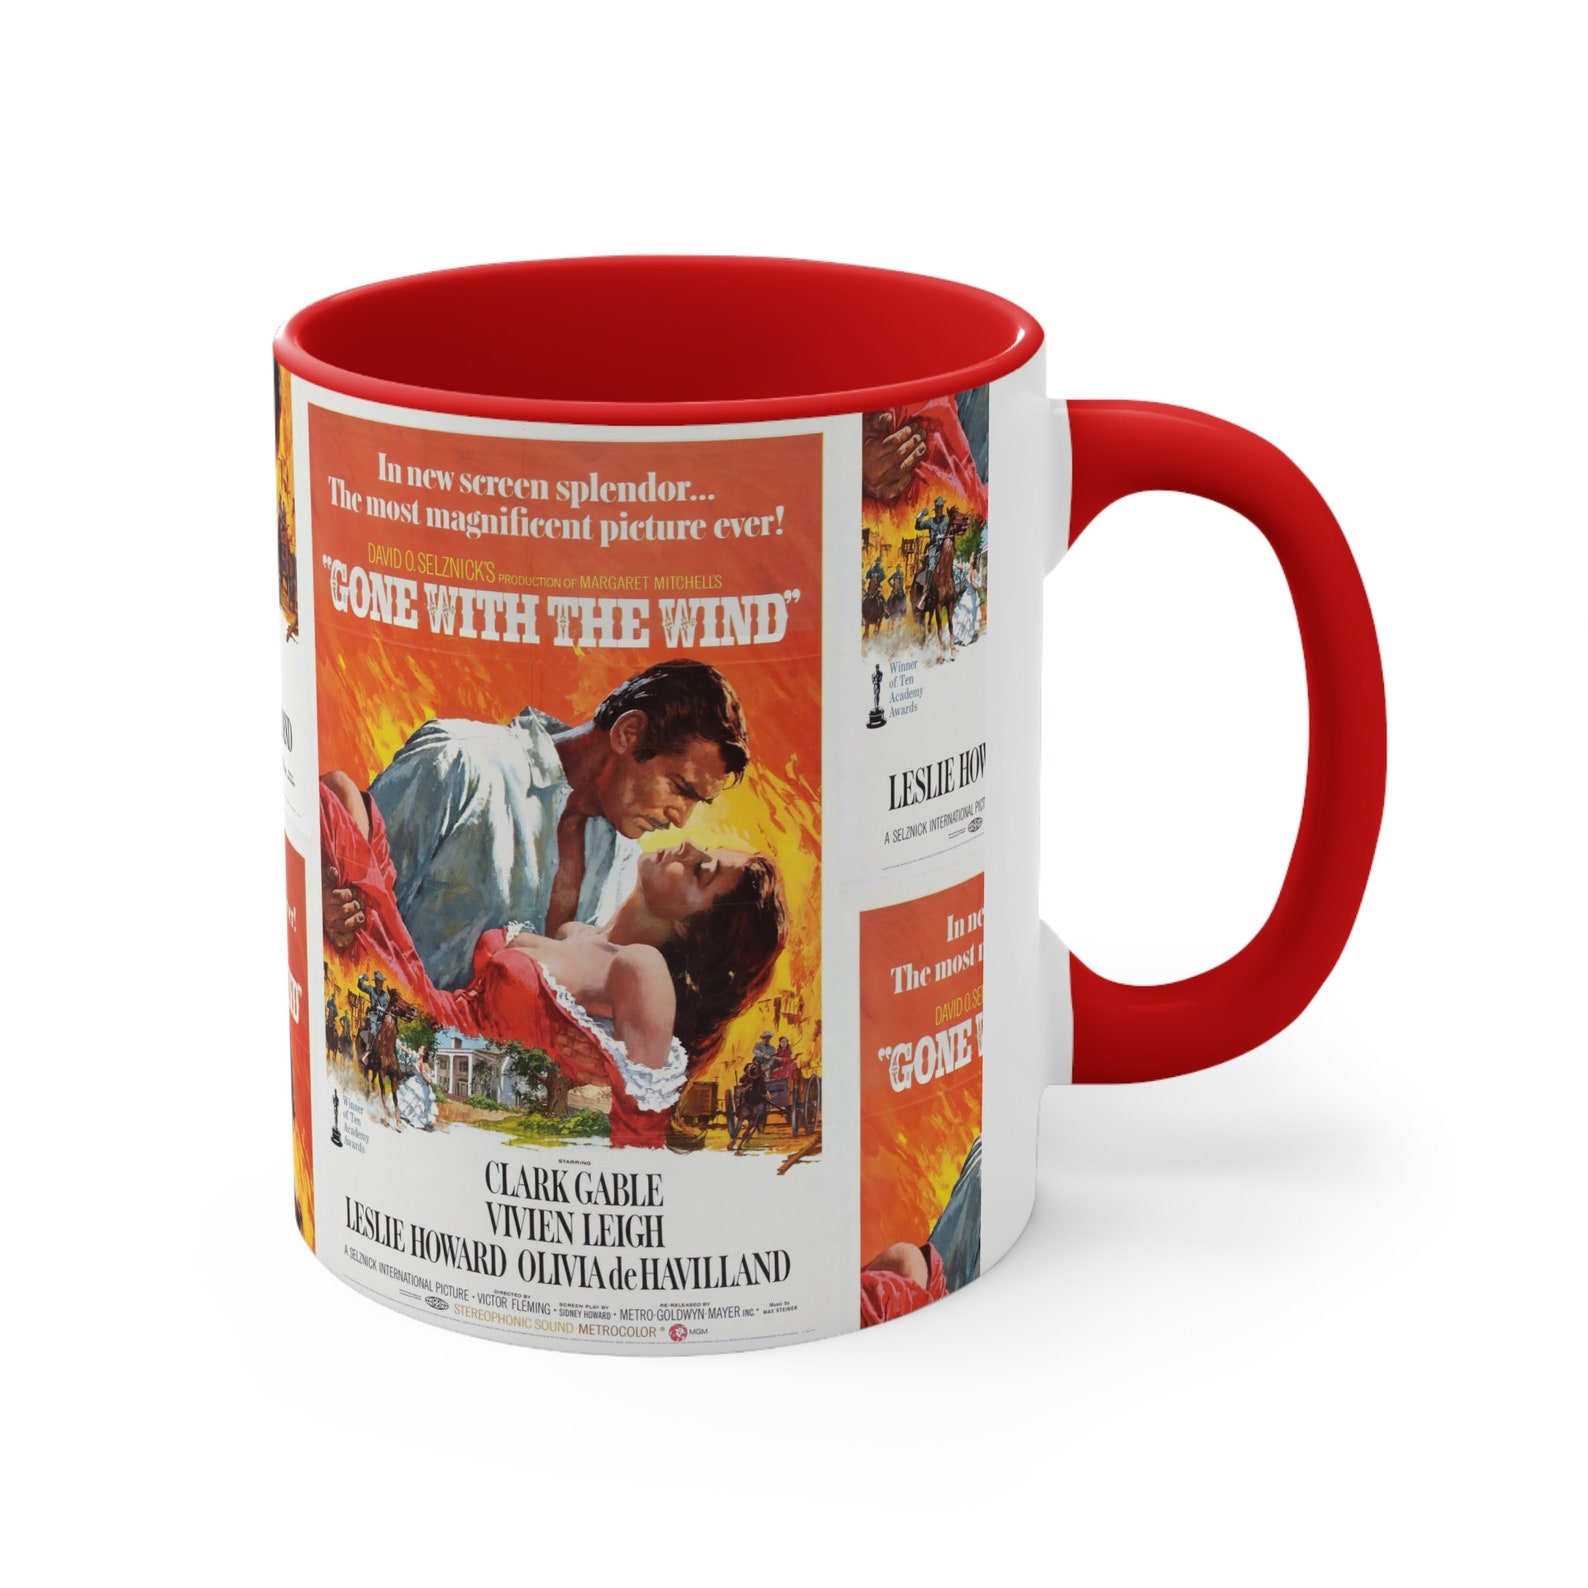 In new screen splendor...
The most magnificent picture ever!
DAVID O. SELZNICK'S PRODUCTION OF MARGARET MITCHELL'S
"GONE WITH THE WIND"
Winner
of Ten
Academy
Awards
STARRING
CLARK GABLE
VIVIEN LEIGH
LESLIE HOWARD OLIVIA de HAVILLAND
A SELZNICK INTERNATIONAL PICTURE • DIRECTED BY VICTOR FLEMING • SCREEN PLAY BY SIDNEY HOWARD • RE-RELEASED BY METRO-GOLDWYN-MAYER INC. • Music by MAX STEINER
STEREOPHONIC SOUND METROCOLOR MGM
Winner
of Ten
Academy
Awards
LESLIE HOW
A SELZNICK INTERNATIONAL PICT
In ne
The most
DAVID O. SE
"GONE W